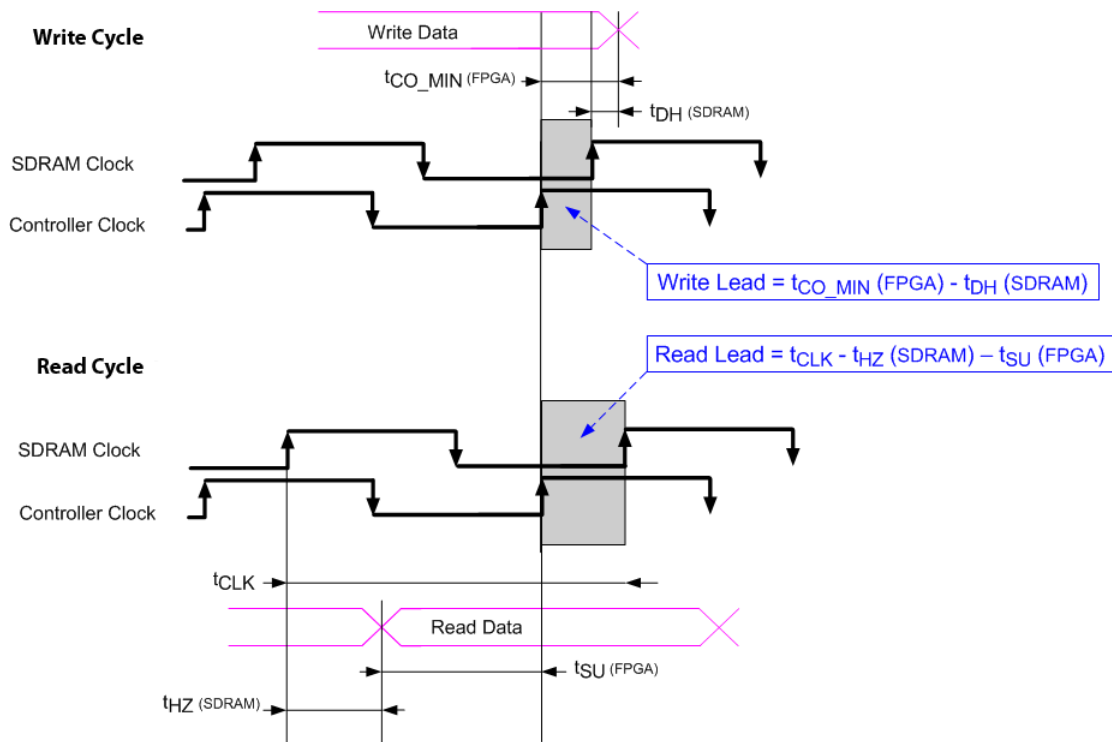 Write Cycle
Write Data
tCO_MIN (FPGA)
tDH (SDRAM)
SDRAM Clock
Controller Clock
Write Lead = tCO_MIN (FPGA) - tDH (SDRAM)
Read Lead = tCLK - tHZ (SDRAM) – tSU (FPGA)
Read Cycle
SDRAM Clock
Controller Clock
tCLK
Read Data
tSU (FPGA)
tHZ (SDRAM)